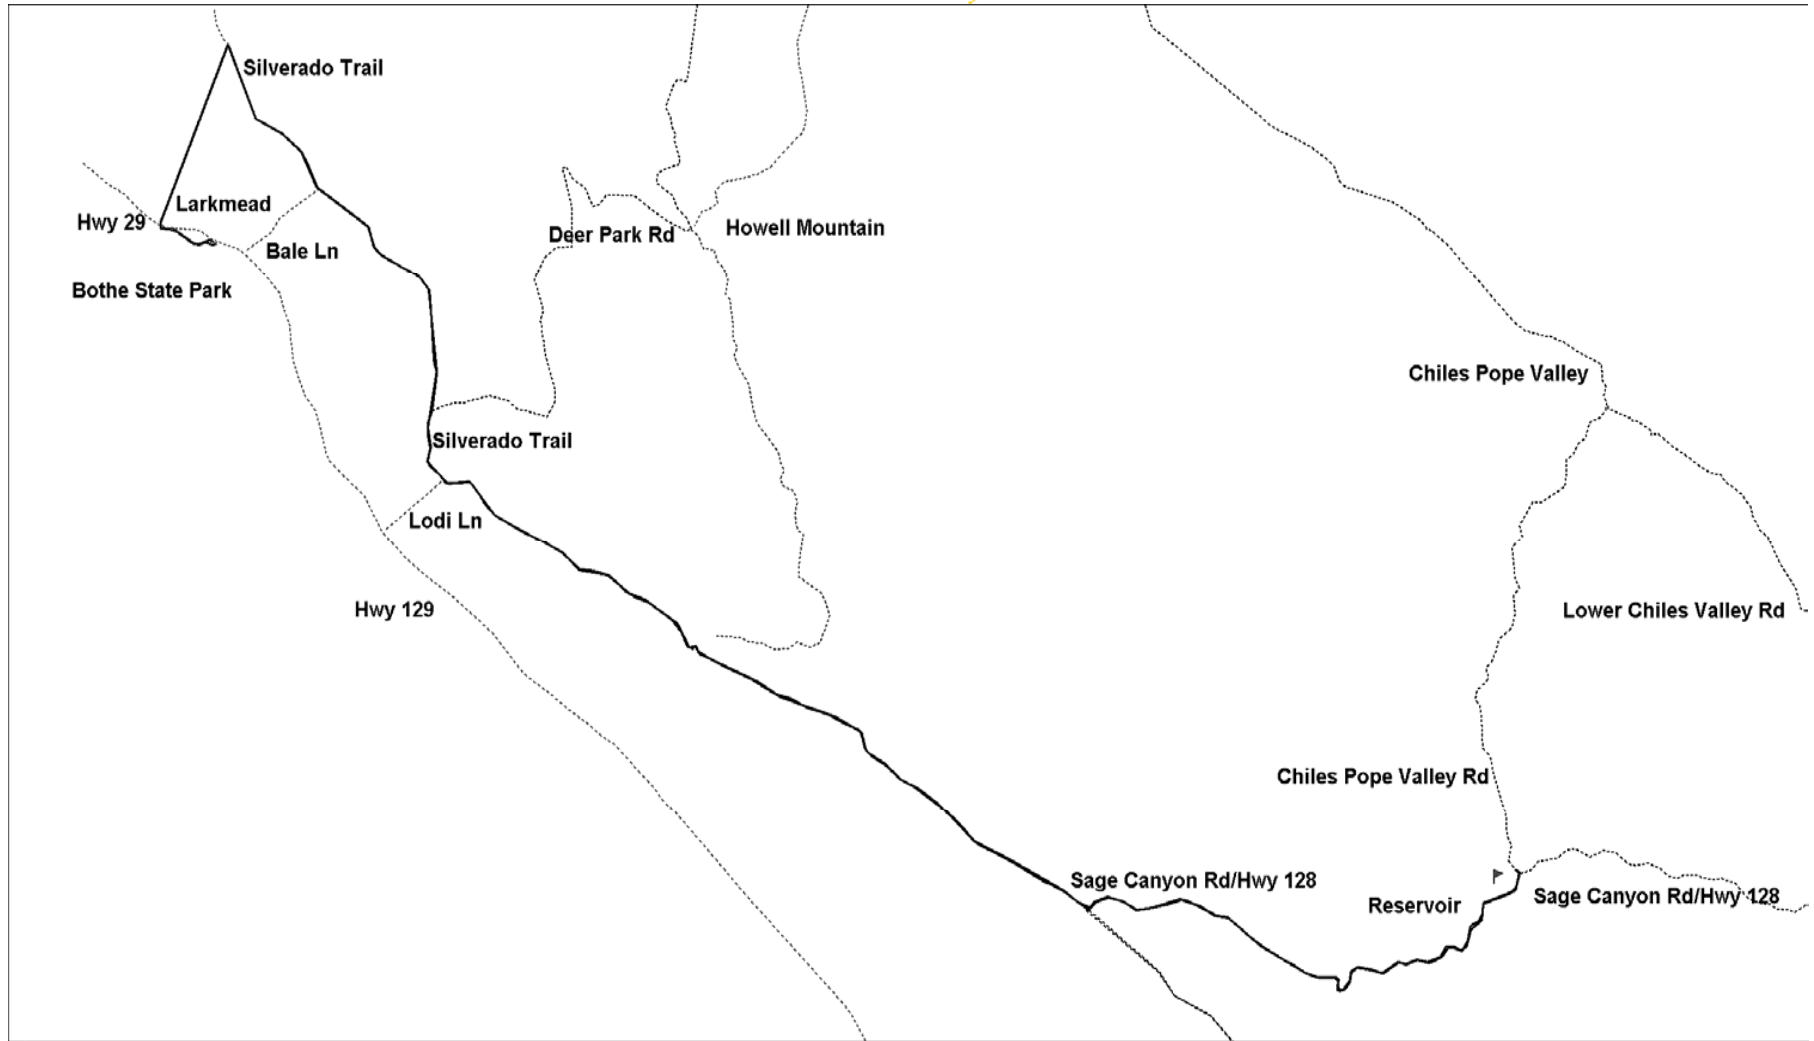 Silverado Trail
Larkmead
Hwy 29
Bale Ln
Deer Park Rd
Howell Mountain
Bothe State Park
Chiles Pope Valley
Silverado Trail
Lodi Ln
Hwy 129
Lower Chiles Valley Rd
Chiles Pope Valley Rd
Sage Canyon Rd/Hwy 128
Reservoir
Sage Canyon Rd/Hwy 128